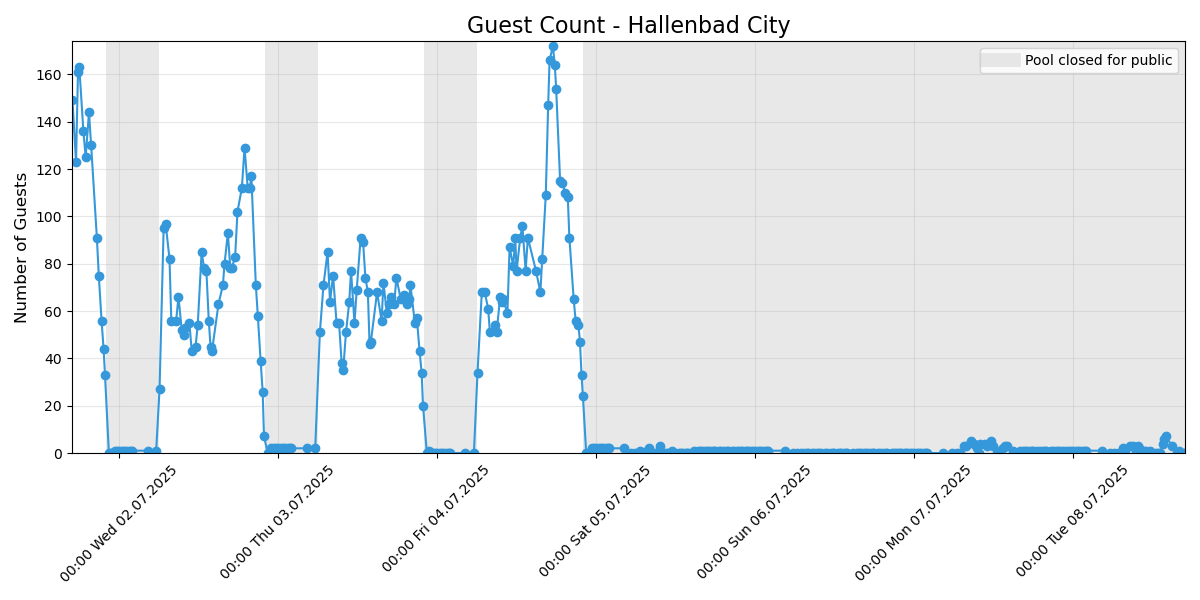 Guest Count - Hallenbad City
Pool closed for public
Number of Guests
160
140
120
100
80
60
40
20
0
00:00 Wed 02.07.2025
00:00 Thu 03.07.2025
00:00 Fri 04.07.2025
00:00 Sat 05.07.2025
00:00 Sun 06.07.2025
00:00 Mon 07.07.2025
00:00 Tue 08.07.2025